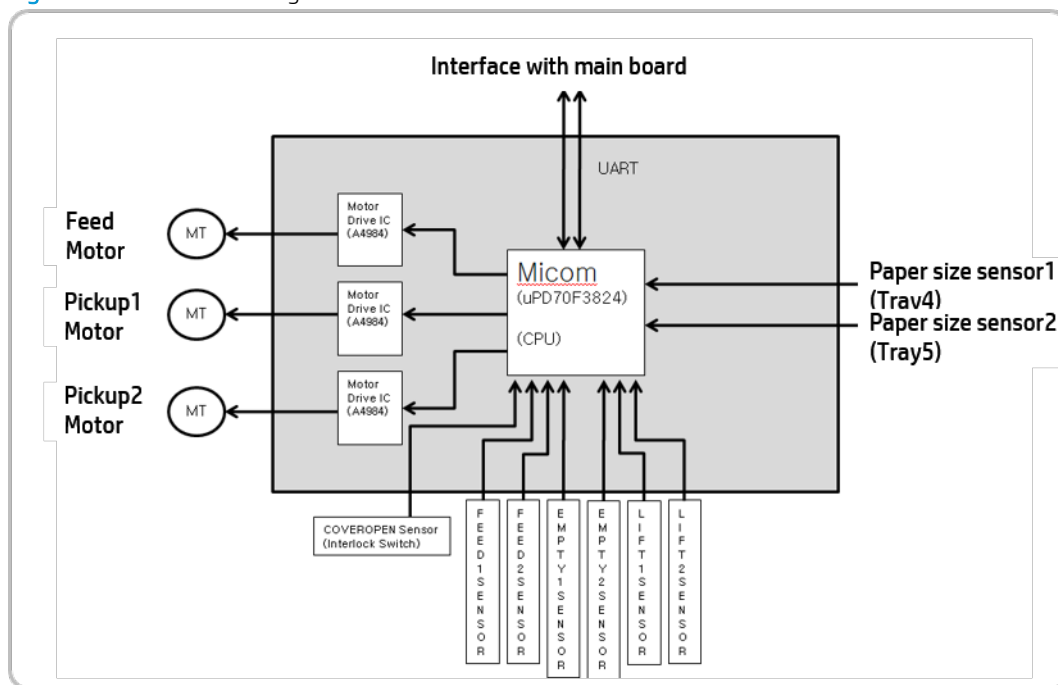 Interface with main board
UART
Feed
Motor
MT
Motor
Drive IC
(A4984)
Pickup1
Motor
MT
Motor
Drive IC
(A4984)
Pickup2
Motor
MT
Motor
Drive IC
(A4984)
Micom
(uPD70F3824)
(CPU)
Paper size sensor1
(Tray4)
Paper size sensor2
(Tray5)
COVEROPEN Sensor
(Interlock Switch)
FEED1SENSOR
FEED2SENSOR
EMPTY1SENSOR
EMPTY2SENSOR
LIFT1SENSOR
LIFT2SENSOR